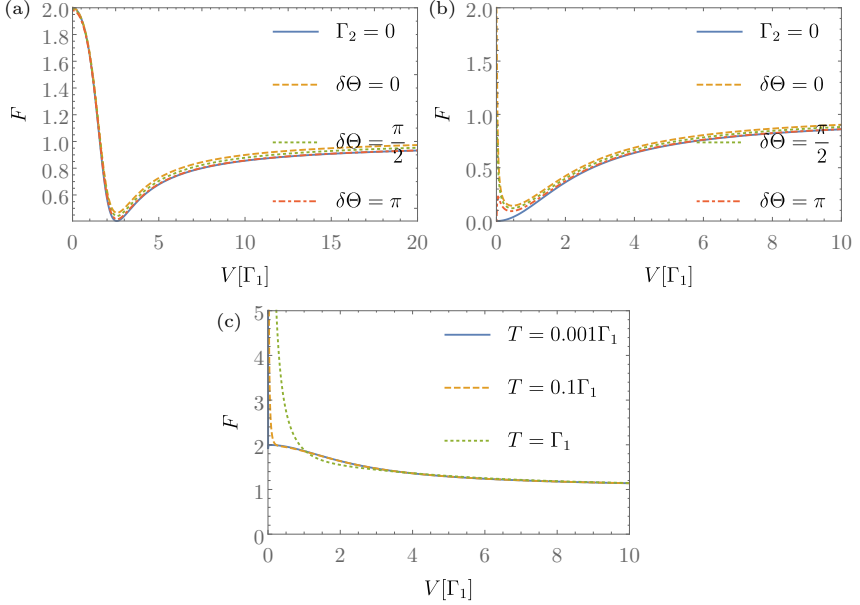 (a)
2.0
1.8
1.6
1.4
1.2
1.0
0.8
0.6
F
0
5
10
15
20
V[Γ₁]
Γ₂ = 0
δΘ = 0
δΘ = π/2
δΘ = π
(b)
2.0
1.5
1.0
0.5
0.0
F
0
2
4
6
8
10
V[Γ₁]
Γ₂ = 0
δΘ = 0
δΘ = π/2
δΘ = π
(c)
5
4
3
2
1
0
F
0
2
4
6
8
10
V[Γ₁]
T = 0.001Γ₁
T = 0.1Γ₁
T = Γ₁